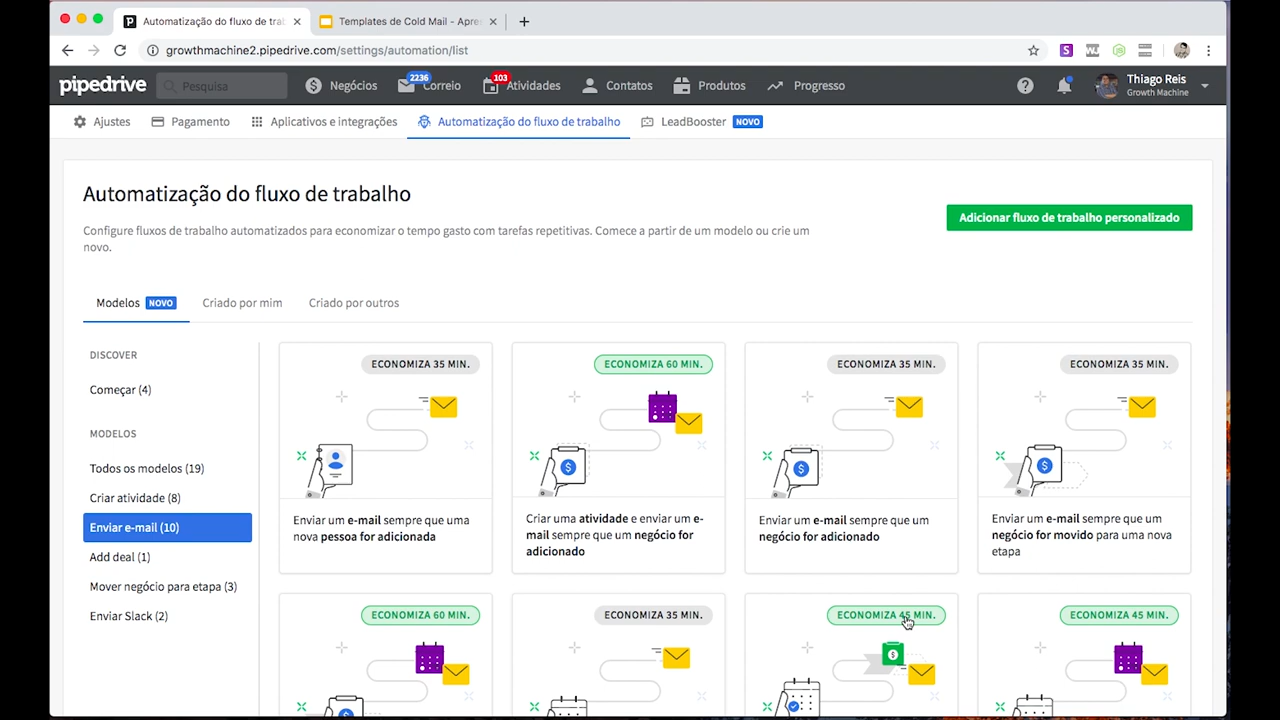 Automatização do fluxo de tra
Templates de Cold Mail - Apre
growthmachine2.pipedrive.com/settings/automation/list
pipedrive
Pesquisa
Negócios
2236
Correio
103
Atividades
Contatos
Produtos
Progresso
Thiago Reis
Growth Machine
Ajustes
Pagamento
Aplicativos e integrações
Automatização do fluxo de trabalho
LeadBooster NOVO
Automatização do fluxo de trabalho
Configure fluxos de trabalho automatizados para economizar o tempo gasto com tarefas repetitivas. Comece a partir de um modelo ou crie um
novo.
Adicionar fluxo de trabalho personalizado
Modelos NOVO
Criado por mim
Criado por outros
DISCOVER
Começar (4)
MODELOS
Todos os modelos (19)
Criar atividade (8)
Enviar e-mail (10)
Add deal (1)
Mover negócio para etapa (3)
Enviar Slack (2)
ECONOMIZA 35 MIN.
Enviar um e-mail sempre que uma
nova pessoa for adicionada
ECONOMIZA 60 MIN.
Criar uma atividade e enviar um e-
mail sempre que um negócio for
adicionado
ECONOMIZA 35 MIN.
Enviar um e-mail sempre que um
negócio for adicionado
ECONOMIZA 35 MIN.
Enviar um e-mail sempre que um
negócio for movido para uma nova
etapa
ECONOMIZA 60 MIN.
ECONOMIZA 35 MIN.
ECONOMIZA 45 MIN.
ECONOMIZA 45 MIN.